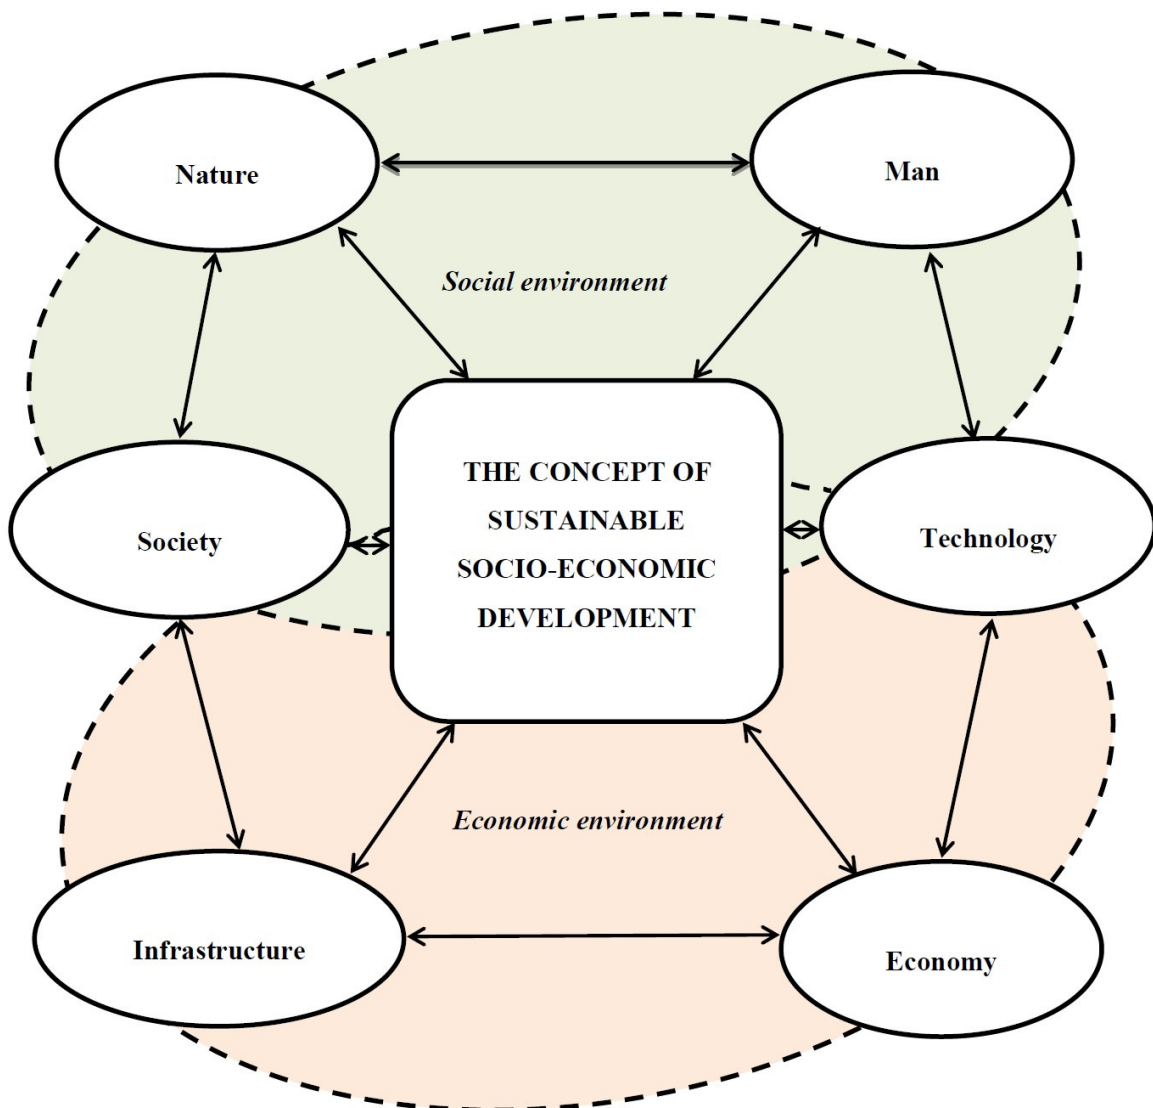 Nature
Man
Social environment
THE CONCEPT OF
SUSTAINABLE
SOCIO-ECONOMIC
DEVELOPMENT
Society
Technology
Economic environment
Infrastructure
Economy